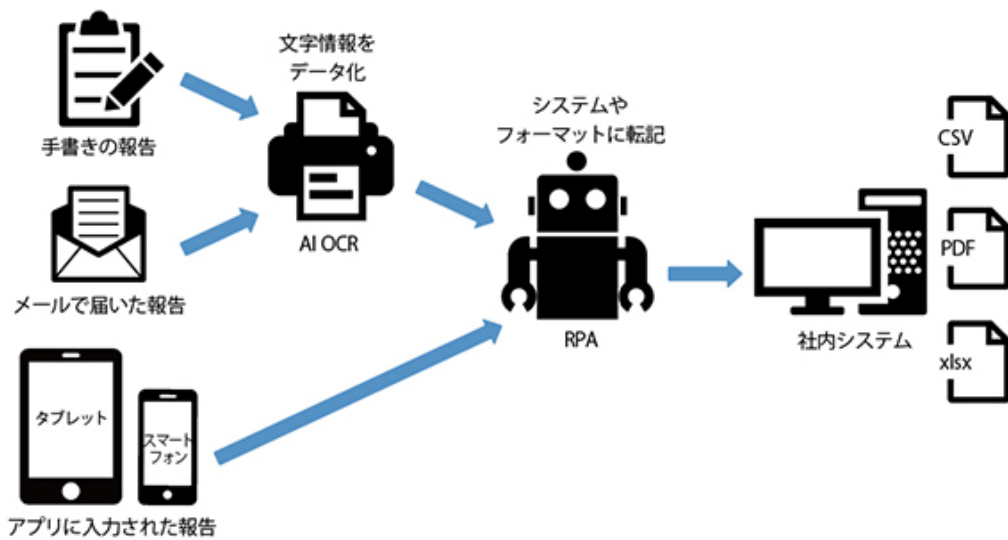 手書きの報告
メールで届いた報告
タブレット
スマート
フォン
アプリに入力された報告
文字情報を
データ化
AI OCR
システムや
フォーマットに転記
RPA
社内システム
CSV
PDF
xlsx